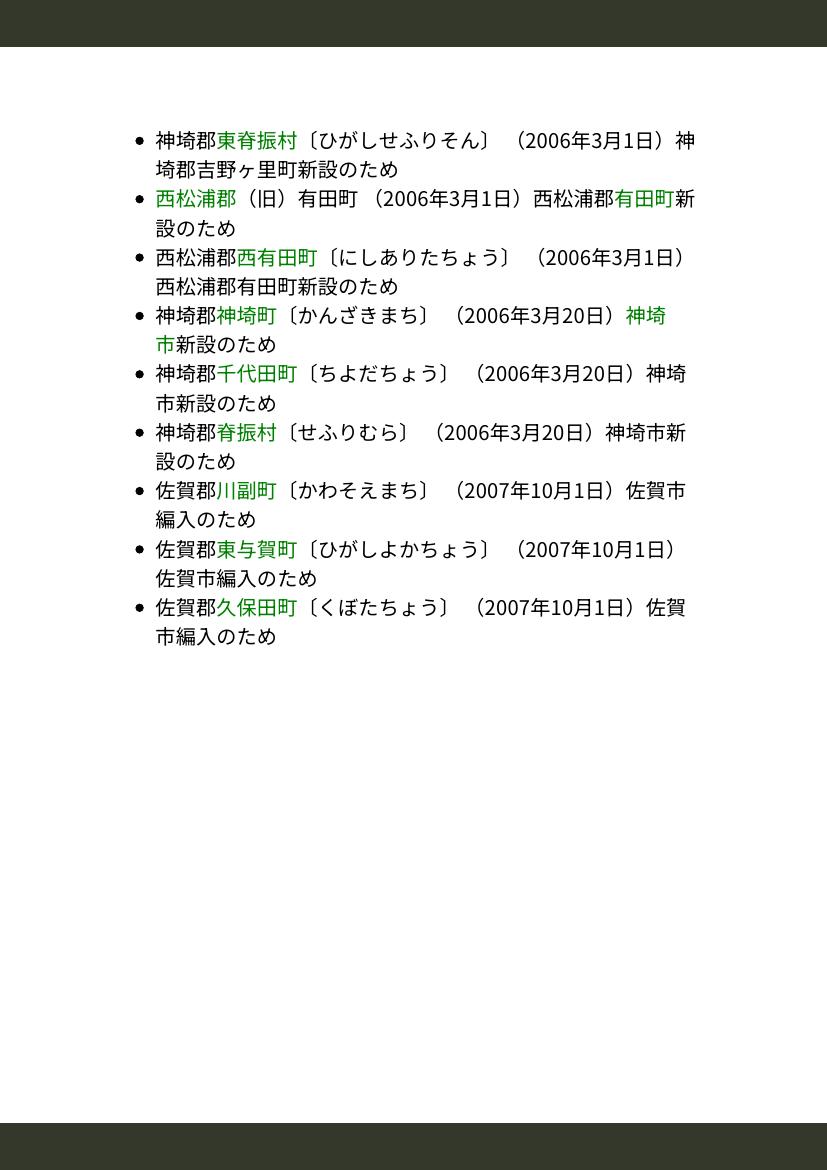 神埼郡東脊振村〔ひがしせふりそん〕 （2006年3月1日）神
埼郡吉野ヶ里町新設のため
西松浦郡（旧）有田町 （2006年3月1日）西松浦郡有田町新
設のため
西松浦郡西有田町〔にしありたちょう〕 （2006年3月1日）
西松浦郡有田町新設のため
神埼郡神埼町〔かんざきまち〕 （2006年3月20日）神埼
市新設のため
神埼郡千代田町〔ちよだちょう〕 （2006年3月20日）神埼
市新設のため
神埼郡脊振村〔せふりむら〕 （2006年3月20日）神埼市新
設のため
佐賀郡川副町〔かわそえまち〕 （2007年10月1日）佐賀市
編入のため
佐賀郡東与賀町〔ひがしよかちょう〕 （2007年10月1日）
佐賀市編入のため
佐賀郡久保田町〔くぼたちょう〕 （2007年10月1日）佐賀
市編入のため